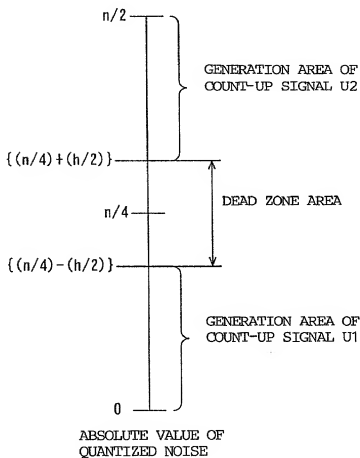 n/2
GENERATION AREA OF
COUNT-UP SIGNAL U2
{(n/4)+(h/2)}
DEAD ZONE AREA
n/4
{(n/4)-(h/2)}
GENERATION AREA OF
COUNT-UP SIGNAL U1
0
ABSOLUTE VALUE OF
QUANTIZED NOISE